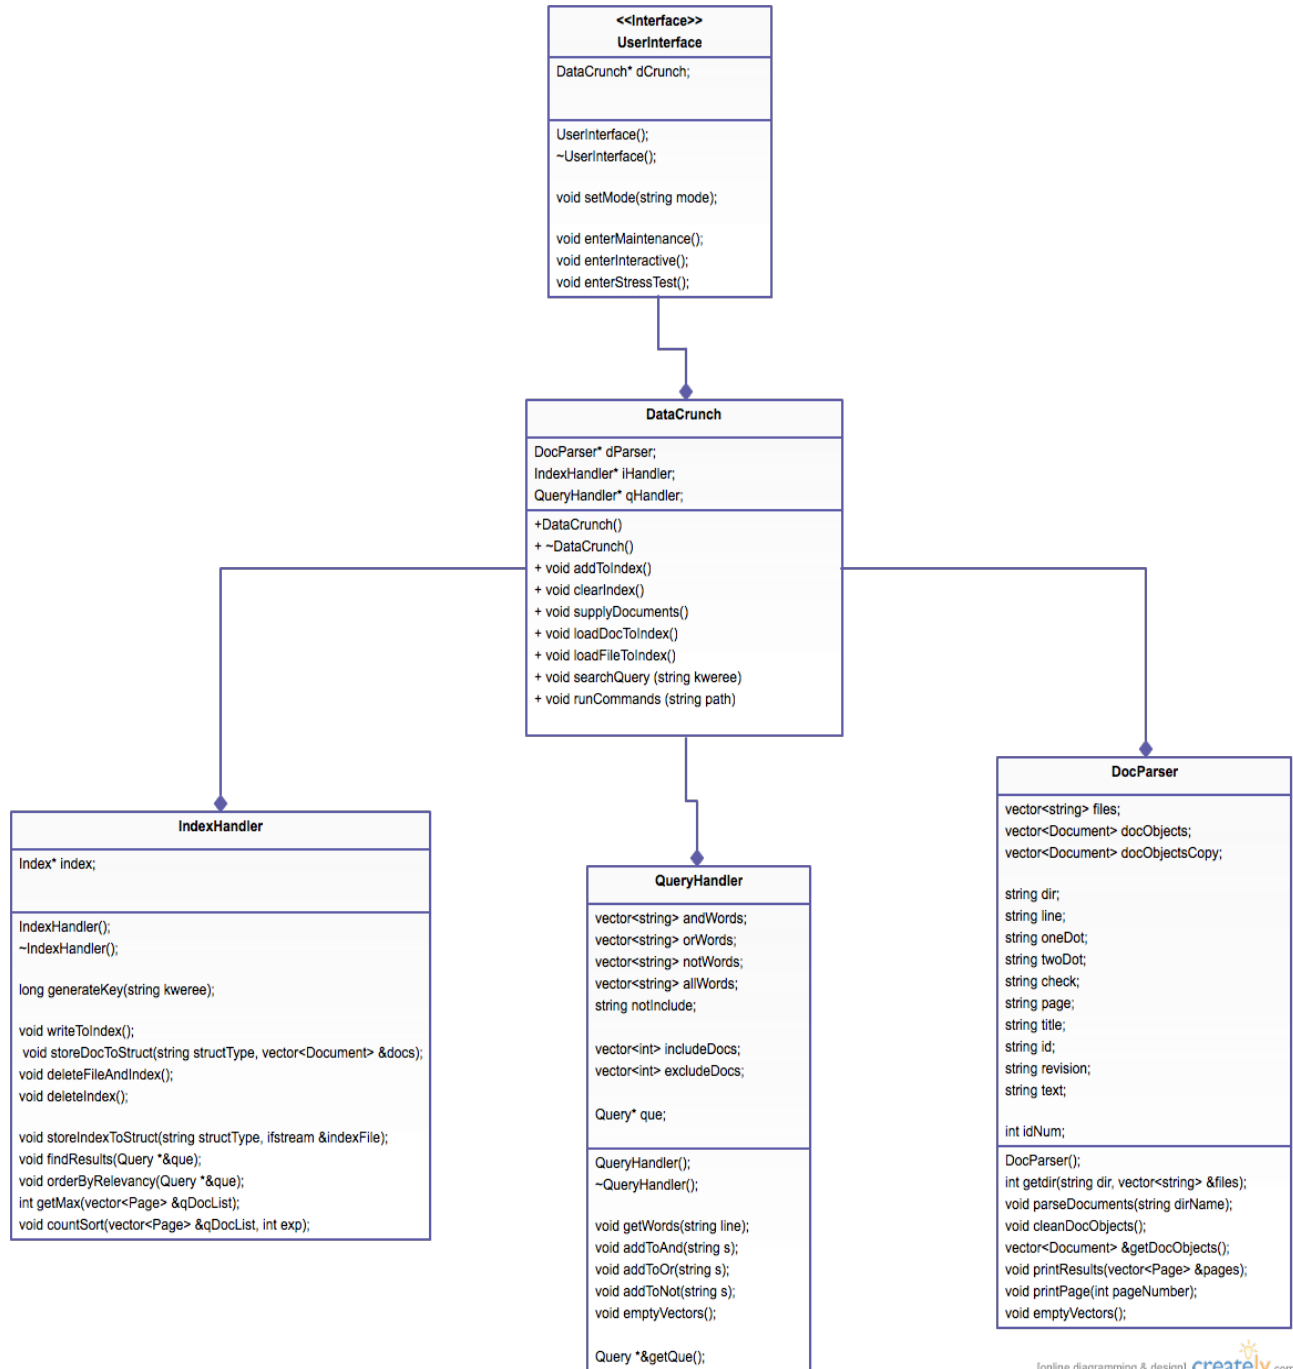 <<Interface>>
UserInterface
DataCrunch* dCrunch;
UserInterface();
~UserInterface();
void setMode(string mode);
void enterMaintenance();
void enterInteractive();
void enterStressTest();
DataCrunch
DocParser* dParser;
IndexHandler* iHandler;
QueryHandler* qHandler;
+DataCrunch()
+ ~DataCrunch()
+ void addToIndex()
+ void clearIndex()
+ void supplyDocuments()
+ void loadDocToIndex()
+ void loadFileToIndex()
+ void searchQuery (string kweree)
+ void runCommands (string path)
IndexHandler
Index* index;
IndexHandler();
~IndexHandler();
long generateKey(string kweree);
void writeToIndex();
void storeDocToStruct(string structType, vector<Document> &docs);
void deleteFileAndIndex();
void deleteIndex();
void storeIndexToStruct(string structType, ifstream &indexFile);
void findResults(Query *&que);
void orderByRelevancy(Query *&que);
int getMax(vector<Page> &qDocList);
void countSort(vector<Page> &qDocList, int exp);
QueryHandler
vector<string> andWords;
vector<string> orWords;
vector<string> notWords;
vector<string> allWords;
string notInclude;
vector<int> includeDocs;
vector<int> excludeDocs;
Query* que;
QueryHandler();
~QueryHandler();
void getWords(string line);
void addToAnd(string s);
void addToOr(string s);
void addToNot(string s);
void emptyVectors();
Query *&getQue();
DocParser
vector<string> files;
vector<Document> docObjects;
vector<Document> docObjectsCopy;
string dir;
string line;
string oneDot;
string twoDot;
string check;
string page;
string title;
string id;
string revision;
string text;
int idNum;
DocParser();
int getdir(string dir, vector<string> &files);
void parseDocuments(string dirName);
void cleanDocObjects();
vector<Document> &getDocObjects();
void printResults(vector<Page> &pages);
void printPage(int pageNumber);
void emptyVectors();
[online diagramming & design] creately.com